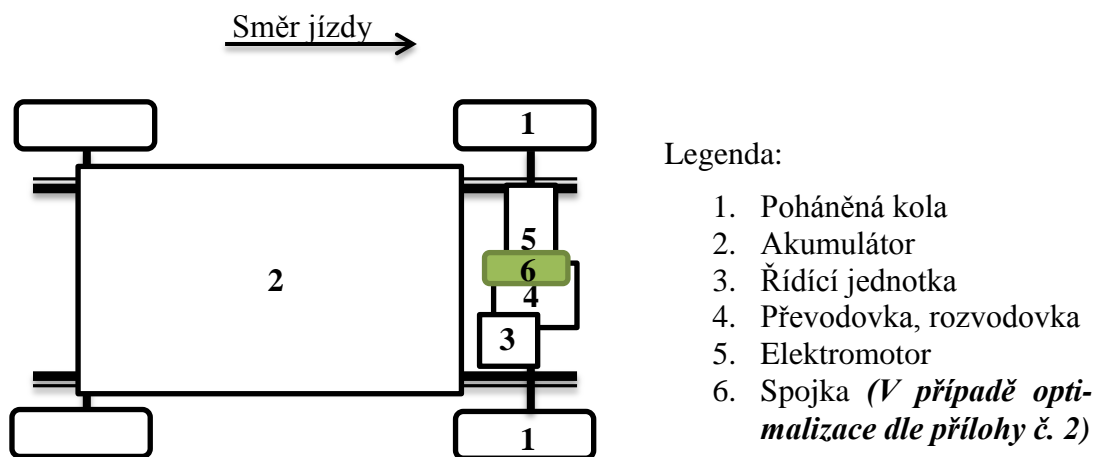 Směr jízdy
1
5
6
4
2
3
1
Legenda:
1. Poháněná kola
2. Akumulátor
3. Řídící jednotka
4. Převodovka, rozvodovka
5. Elektromotor
6. Spojka (V případě opti-
malizace dle přílohy č. 2)